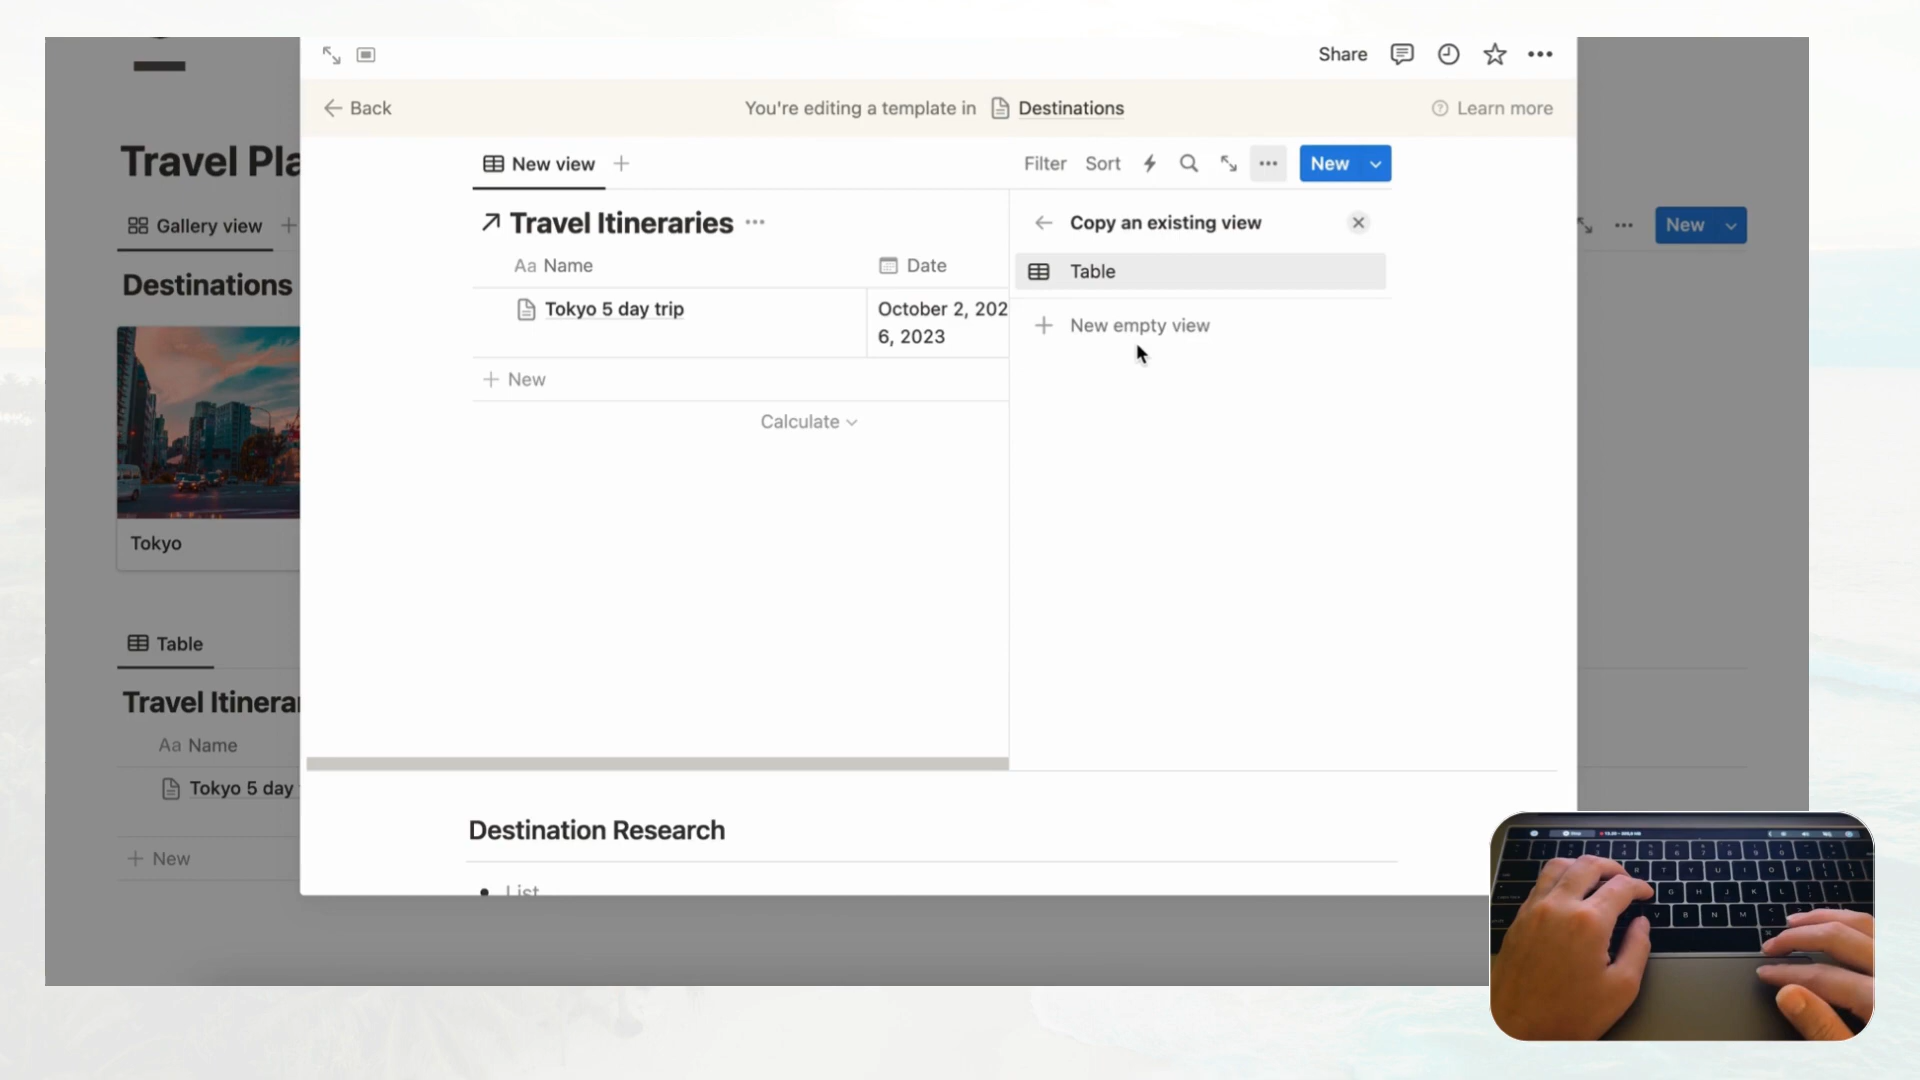 Share
Back
You're editing a template in Destinations
Learn more
Travel Pla
New view
Filter
Sort
New
Gallery view
New
Travel Itineraries
Copy an existing view
Aa Name
Date
Table
Destinations
Tokyo 5 day trip
October 2, 202
6, 2023
New empty view
New
Calculate
Tokyo
Table
Travel Itinera
Aa Name
Tokyo 5 day
New
Destination Research
List